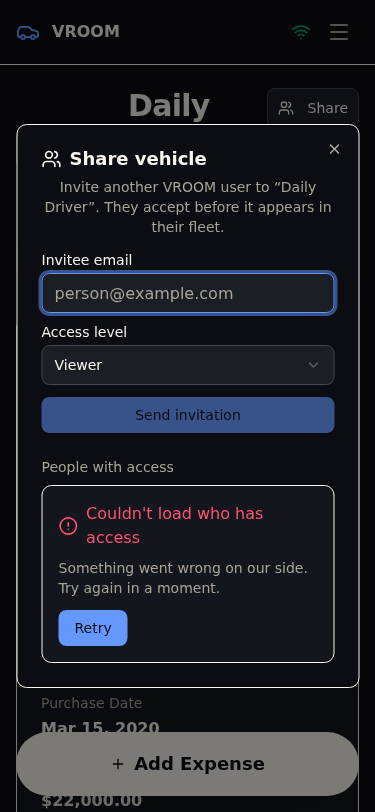 VROOM
Daily
Share
Share vehicle
Invite another VROOM user to “Daily
Driver”. They accept before it appears in
their fleet.
Invitee email
person@example.com
Access level
Viewer
Send invitation
People with access
Couldn't load who has
access
Something went wrong on our side.
Try again in a moment.
Retry
Purchase Date
Mar 15, 2020
+ Add Expense
$22,000.00